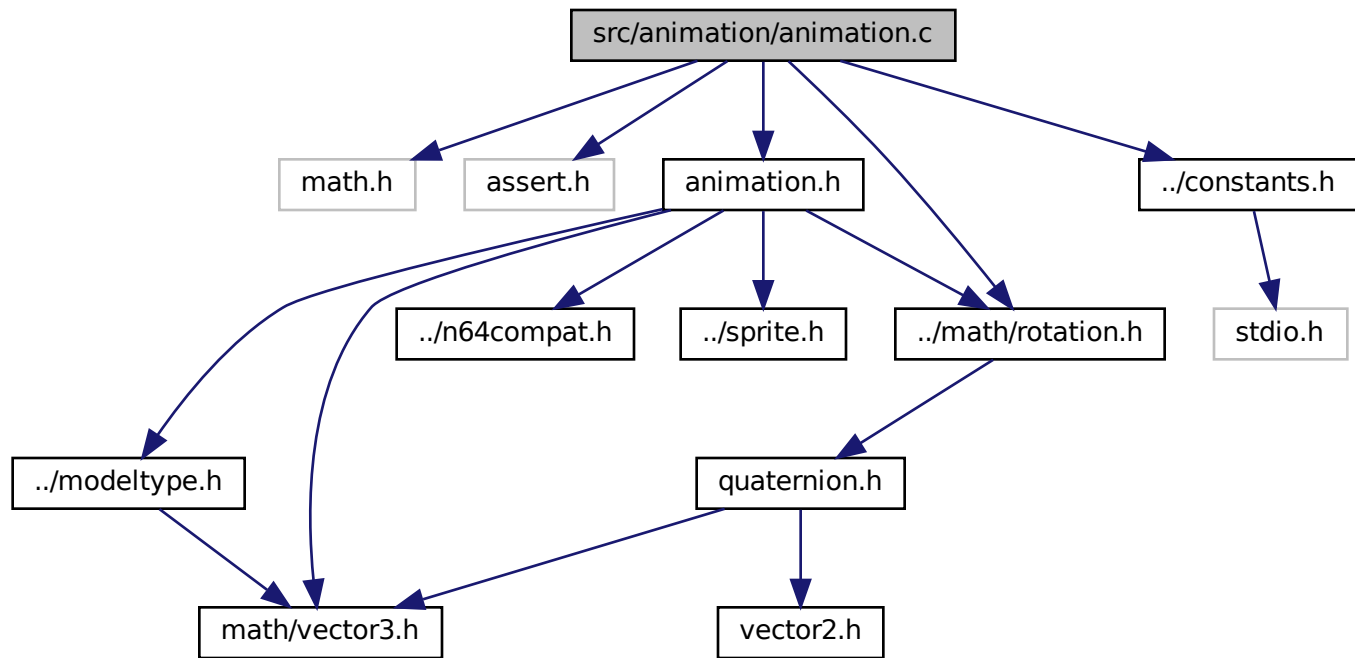 src/animation/animation.c
math.h
assert.h
animation.h
../constants.h
../n64compat.h
../sprite.h
../math/rotation.h
stdio.h
../modeltype.h
quaternion.h
math/vector3.h
vector2.h